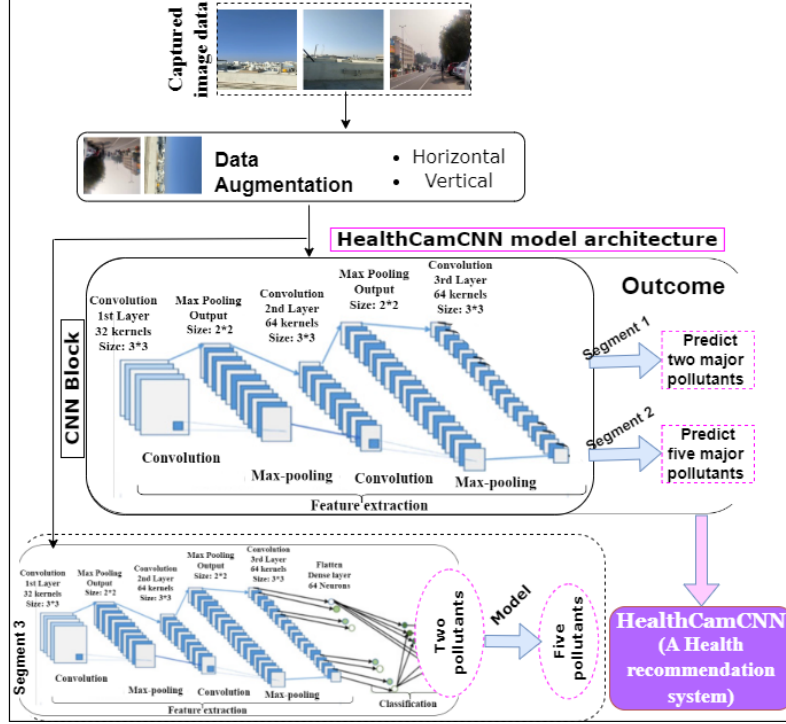 Captured
image data
Data
Augmentation
• Horizontal
• Vertical
HealthCamCNN model architecture
CNN Block
Convolution
1st Layer
32 kernels
Size: 3*3
Max Pooling
Output
Size: 2*2
Convolution
2nd Layer
64 kernels
Size: 3*3
Max Pooling
Output
Size: 2*2
Convolution
3rd Layer
64 kernels
Size: 3*3
Convolution
Max-pooling
Convolution
Max-pooling
Feature extraction
Outcome
Segment 1
Predict
two major
pollutants
Segment 2
Predict
five major
pollutants
Segment 3
Convolution
1st Layer
32 kernels
Size: 3*3
Max Pooling
Output
Size: 2*2
Convolution
2nd Layer
64 kernels
Size: 3*3
Max Pooling
Output
Size: 2*2
Convolution
3rd Layer
64 kernels
Size: 3*3
Flatten
Dense layer
64 Neurons
Convolution
Max-pooling
Convolution
Max-pooling
Feature extraction
Classification
Two
pollutants
Model
Five
pollutants
HealthCamCNN
(A Health
recommendation
system)